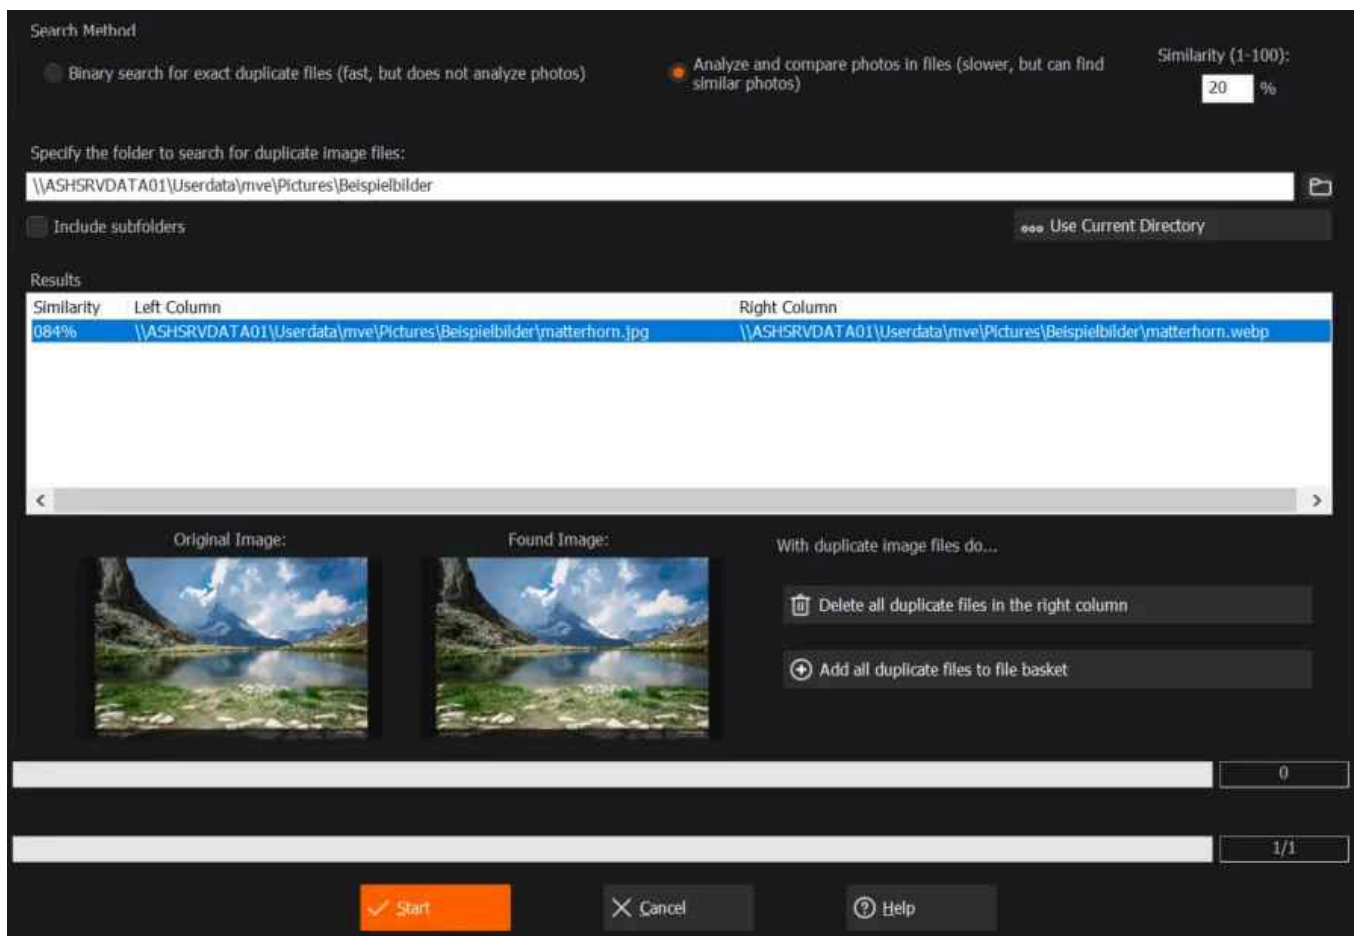 Search Method
Binary search for exact duplicate files (fast, but does not analyze photos)
Analyze and compare photos in files (slower, but can find
similar photos)
Similarity (1-100):
20 %
Specify the folder to search for duplicate image files:
\\ASHSRVDATA01\Userdata\mve\Pictures\Beispielbilder
Include subfolders
Use Current Directory
Results
Similarity Left Column Right Column
084% \\ASHSRVDATA01\Userdata\mve\Pictures\Beispielbilder\matterhorn.jpg \\ASHSRVDATA01\Userdata\mve\Pictures\Beispielbilder\matterhorn.webp
Original Image:
Found Image:
With duplicate image files do...
Delete all duplicate files in the right column
Add all duplicate files to file basket
0
1/1
Start
Cancel
Help